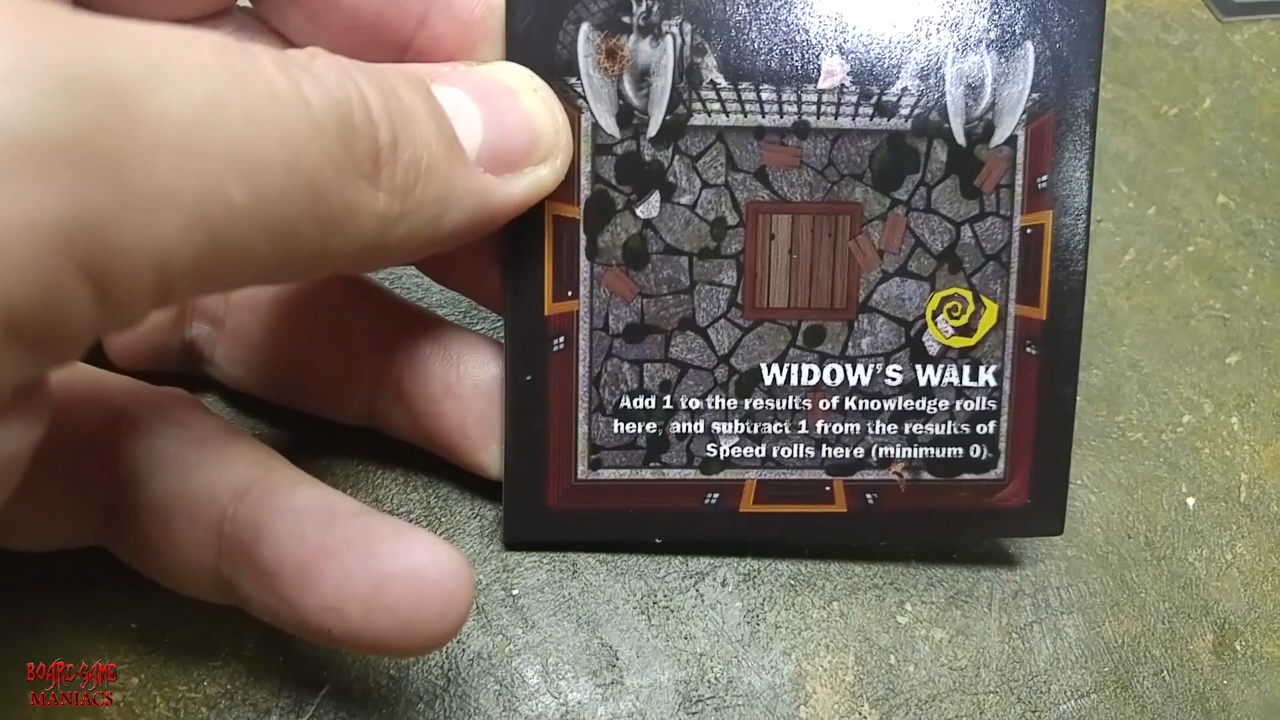 WIDOW'S WALK
Add 1 to the results of Knowledge rolls
here, and subtract 1 from the results of
Speed rolls here (minimum 0).
BOARD GAME
MANIACS